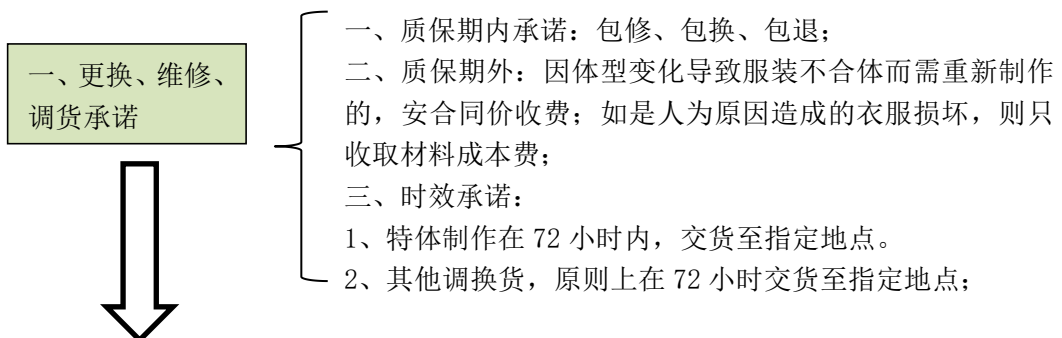 一、更换、维修、
调货承诺
一、质保期内承诺：包修、包换、包退；
二、质保期外：因体型变化导致服装不合体而需重新制作
的，安合同价收费；如是人为原因造成的衣服损坏，则只
收取材料成本费；
三、时效承诺：
1、特体制作在 72 小时内，交货至指定地点。
2、其他调换货，原则上在 72 小时交货至指定地点；